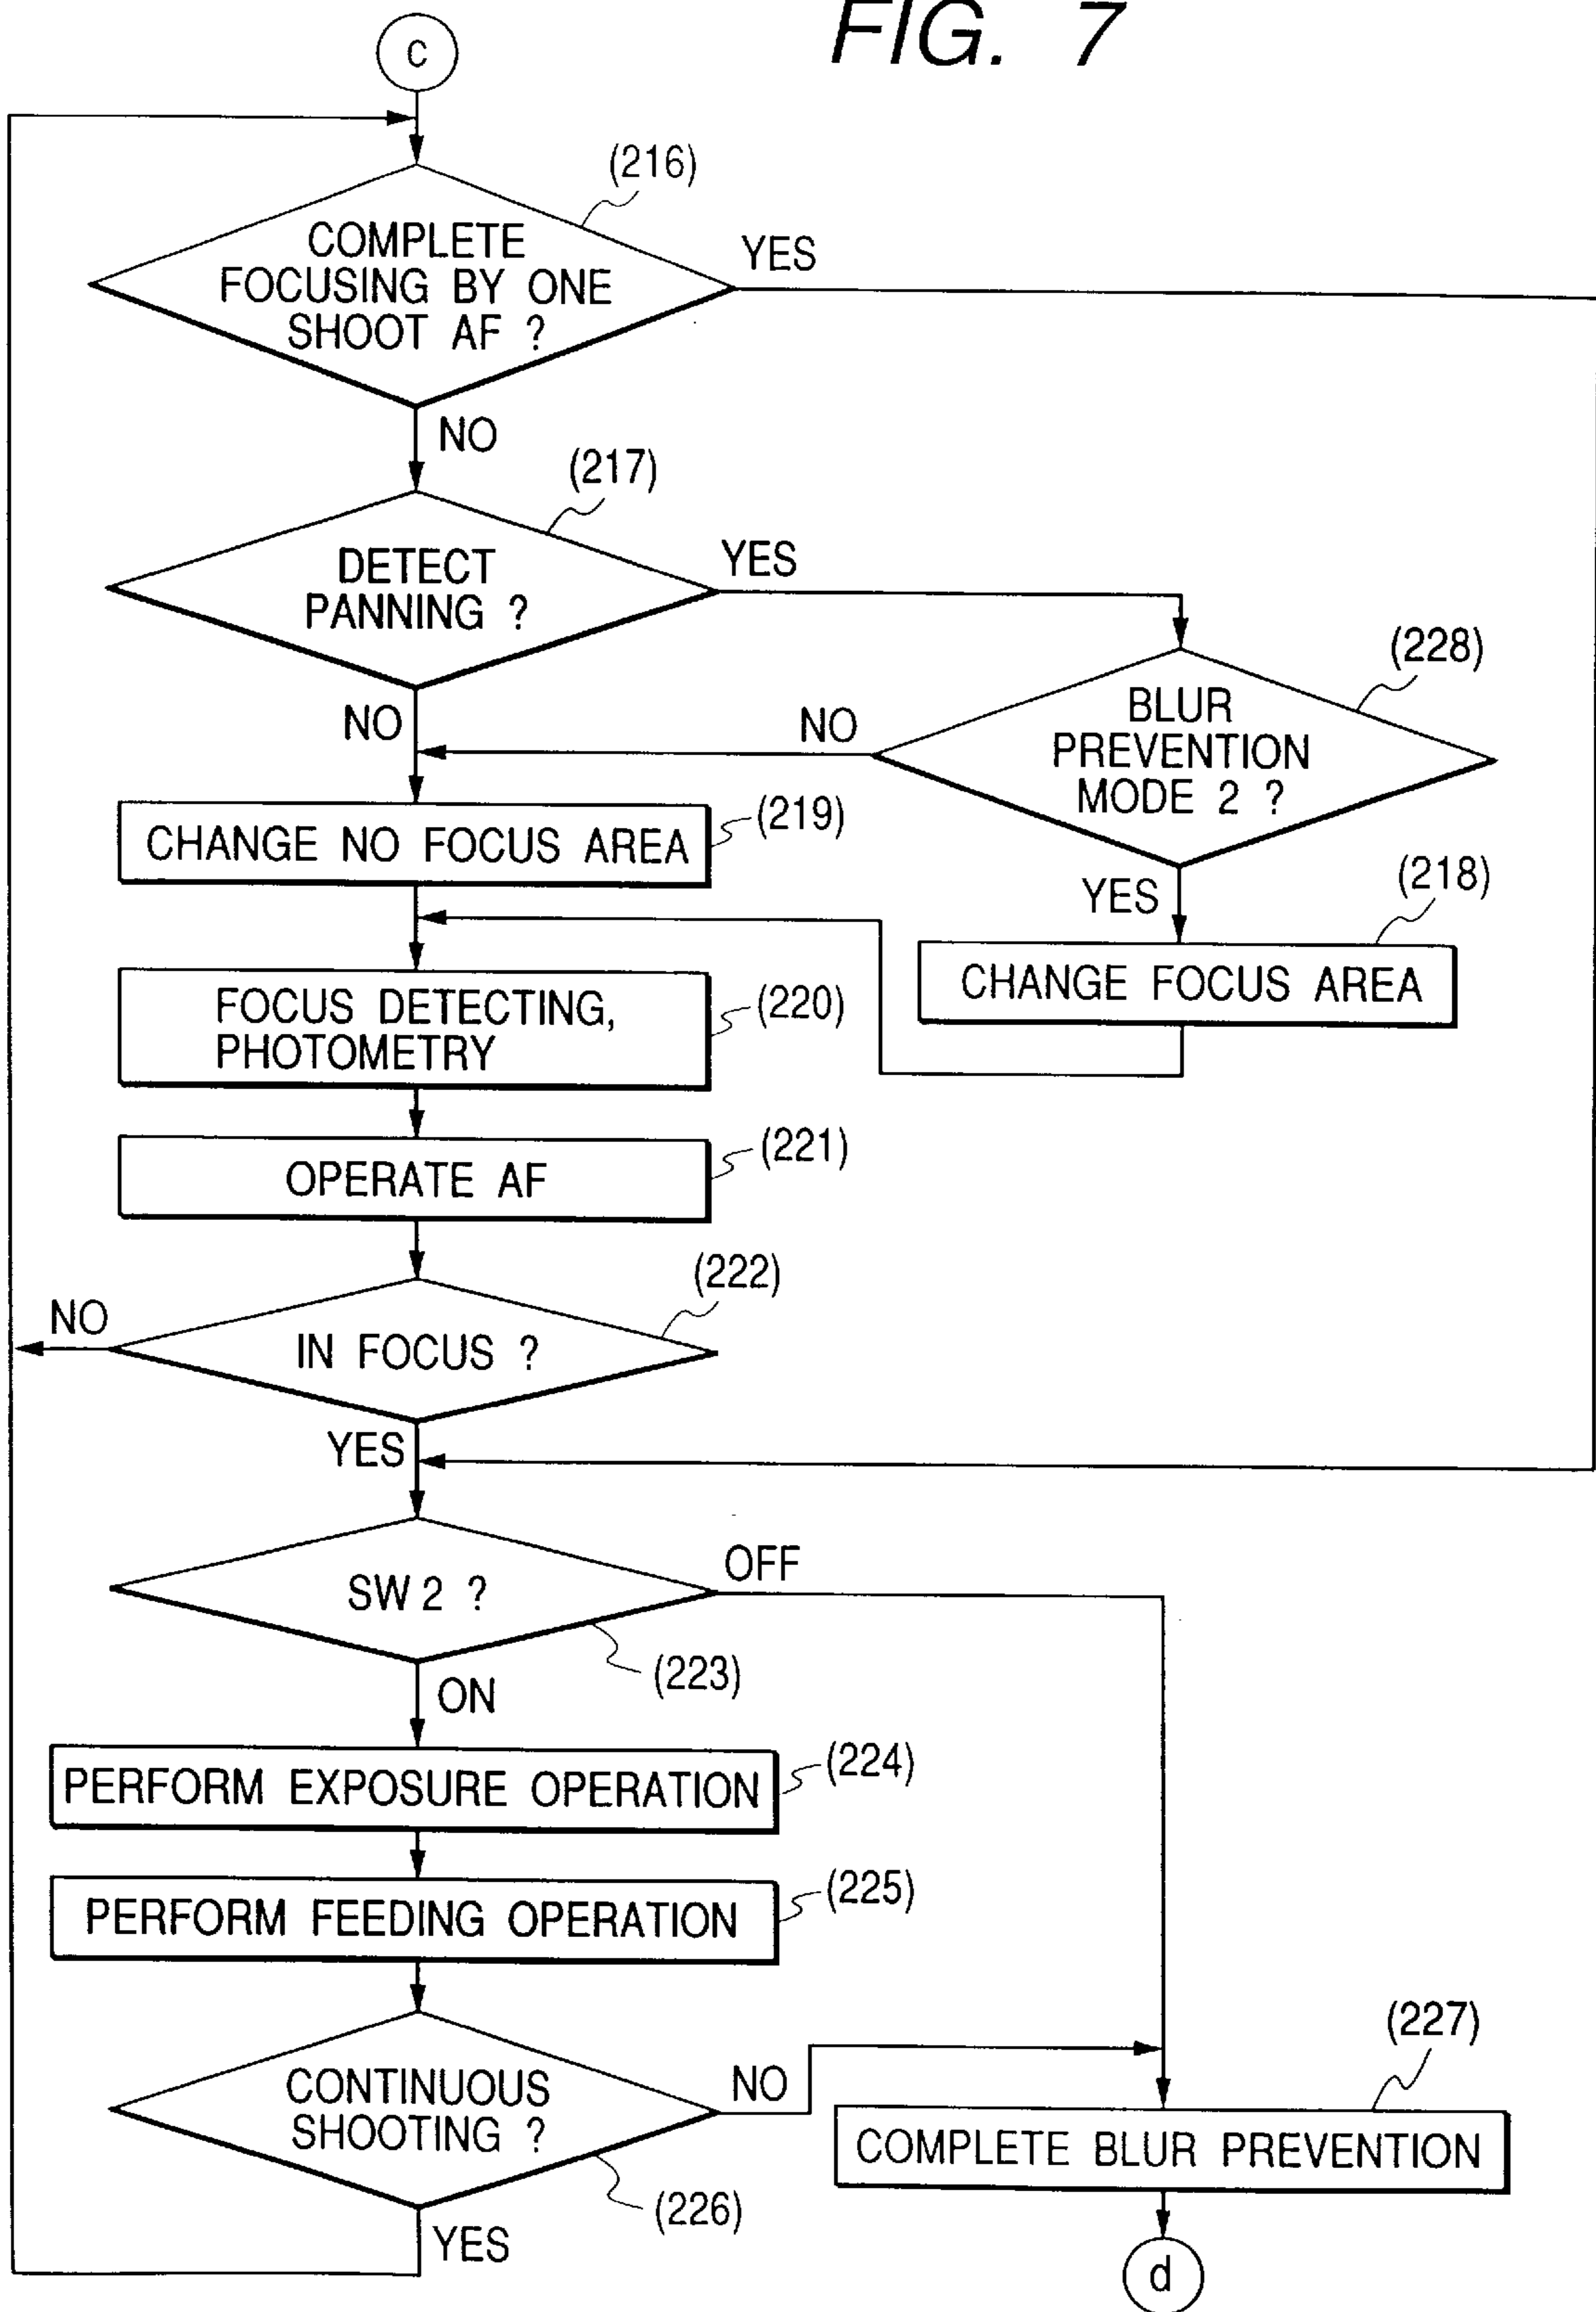 FIG. 7
c
(216)
COMPLETE
FOCUSING BY ONE
SHOOT AF ?
YES
NO
(217)
DETECT
PANNING ?
YES
NO
(228)
BLUR
PREVENTION
MODE 2 ?
NO
YES
(219)
CHANGE NO FOCUS AREA
(218)
CHANGE FOCUS AREA
(220)
FOCUS DETECTING,
PHOTOMETRY
(221)
OPERATE AF
(222)
IN FOCUS ?
NO
YES
SW 2 ?
OFF
(223)
ON
(224)
PERFORM EXPOSURE OPERATION
(225)
PERFORM FEEDING OPERATION
CONTINUOUS
SHOOTING ?
NO
(226)
YES
(227)
COMPLETE BLUR PREVENTION
d